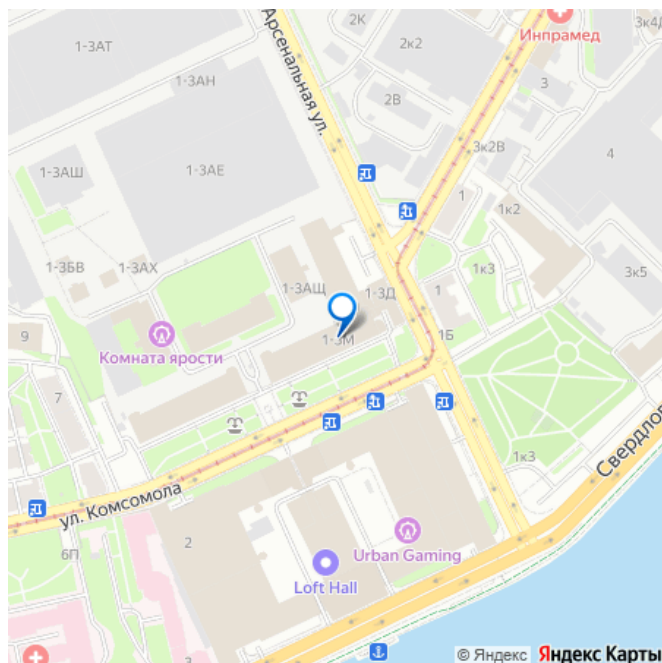 2К
3к4Д
Инпрамед
1-3АТ
2к2
1-3АН
3
Арсенальная ул.
2В
3к2В
4
1-3АЕ
1-3АШ
1
1к2
1-3БВ
1-3АХ
1к3
3к5
1-3АЩ
1-3Д
1
9
1-3М
1Б
Комната ярости
7
1к3
Свердлов
ул. Комсомола
6П
2
Urban Gaming
Loft Hall
3
© Яндекс Яндекс Карты